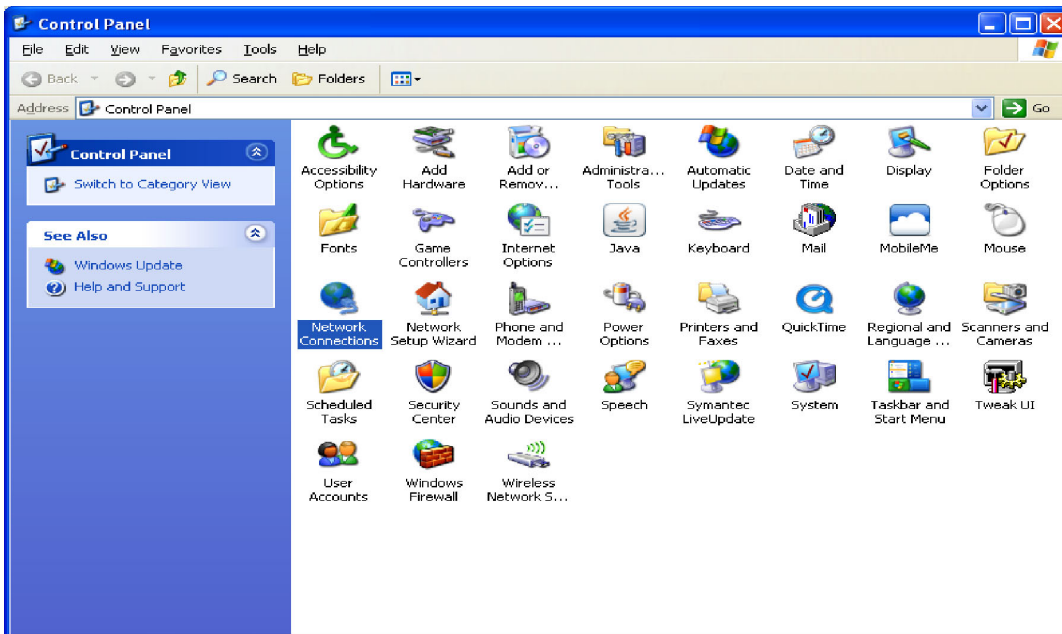 Control Panel
File Edit View Favorites Tools Help
Back Search Folders
Address Control Panel Go
Control Panel
Switch to Category View
See Also
Windows Update
Help and Support
Accessibility Options
Add Hardware
Add or Remov...
Administra... Tools
Automatic Updates
Date and Time
Display
Folder Options
Fonts
Game Controllers
Internet Options
Java
Keyboard
Mail
MobileMe
Mouse
Network Connections
Network Setup Wizard
Phone and Modem ...
Power Options
Printers and Faxes
QuickTime
Regional and Language ...
Scanners and Cameras
Scheduled Tasks
Security Center
Sounds and Audio Devices
Speech
Symantec LiveUpdate
System
Taskbar and Start Menu
Tweak UI
User Accounts
Windows Firewall
Wireless Network S...